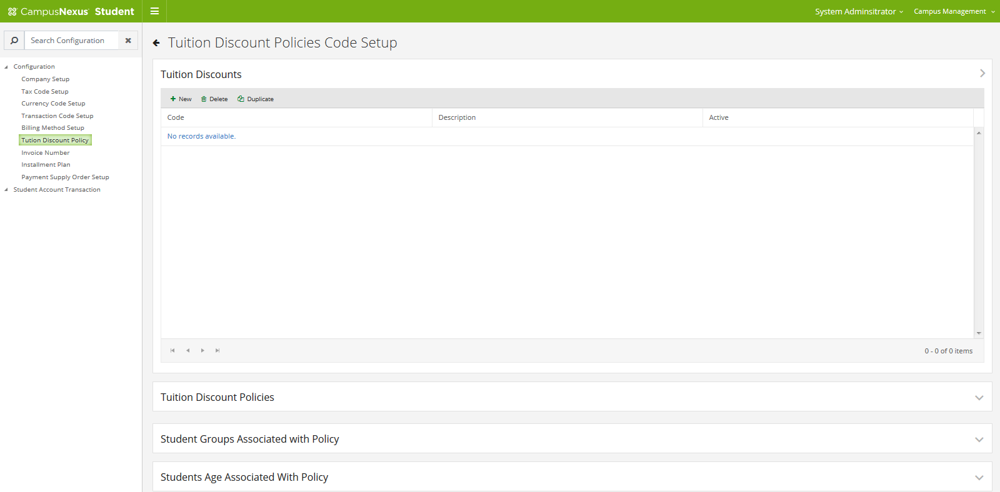 CampusNexus® Student
System Adminsitrator
Campus Management
Search Configuration
Configuration
Company Setup
Tax Code Setup
Currency Code Setup
Transaction Code Setup
Billing Method Setup
Tution Discount Policy
Invoice Number
Installment Plan
Payment Supply Order Setup
Student Account Transaction
Tuition Discount Policies Code Setup
Tuition Discounts
New Delete Duplicate
Code Description Active
No records available.
0 - 0 of 0 items
Tuition Discount Policies
Student Groups Associated with Policy
Students Age Associated With Policy